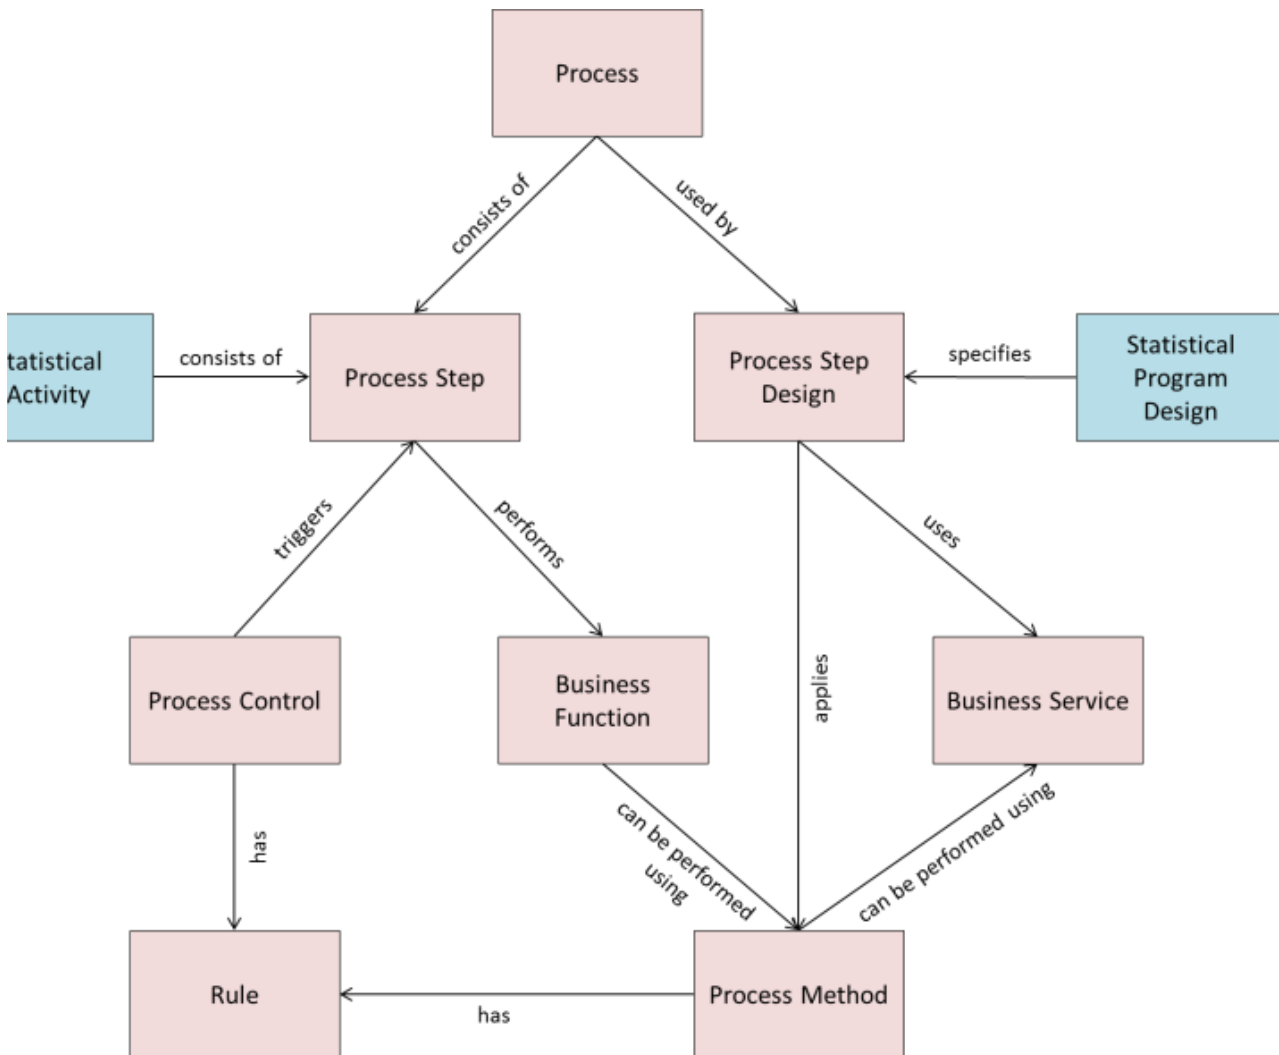 Process
consists of
used by
tatistical
Activity
consists of
Process Step
Process Step
Design
specifies
Statistical
Program
Design
triggers
performs
uses
Process Control
Business
Function
applies
Business Service
has
can be performed
using
can be performed using
Rule
has
Process Method